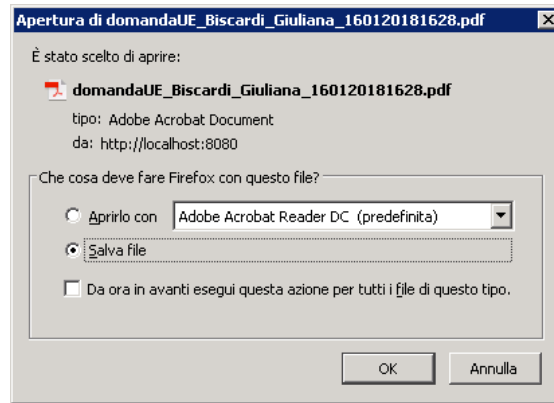 Apertura di domandaUE_Biscardi_Giuliana_160120181628.pdf
È stato scelto di aprire:
domandaUE_Biscardi_Giuliana_160120181628.pdf
tipo: Adobe Acrobat Document
da: http://localhost:8080
Che cosa deve fare Firefox con questo file?
Aprirlo con Adobe Acrobat Reader DC (predefinita)
Salva file
Da ora in avanti esegui questa azione per tutti i file di questo tipo.
OK Annulla